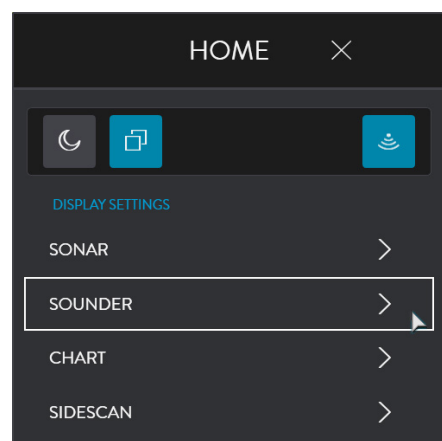 HOME
DISPLAY SETTINGS
SONAR
SOUNDER
CHART
SIDESCAN